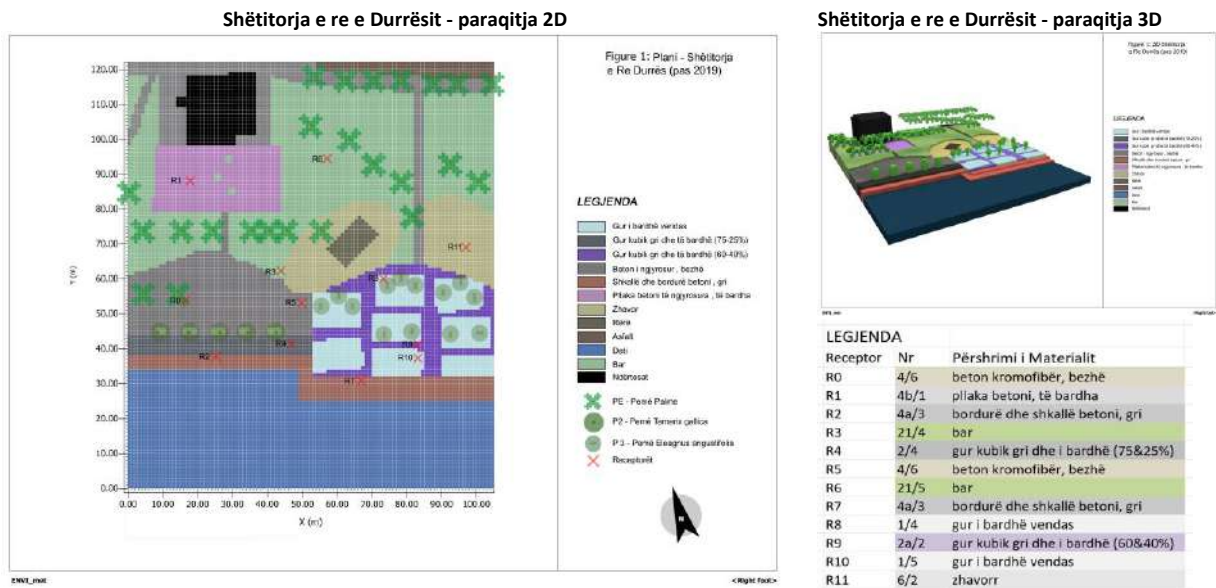 Shëtitorja e re e Durrësit - paraqitja 2D
Shëtitorja e re e Durrësit - paraqitja 3D
Figure 1: Plani - Shëtitorja
e Re Durrës (pas 2019)
120.00
110.00
100.00
90.00
80.00
70.00
60.00
50.00
40.00
30.00
20.00
10.00
0.00
Y (m)
0.00 10.00 20.00 30.00 40.00 50.00 60.00 70.00 80.00 90.00 100.00
X (m)
R6
R1
R11
R3
R0
R5
R4
R2
R10
LEGJENDA
Gur i bardhë vendas
Gur kubik gri dhe të bardhë (75-25%)
Gur kubik gri dhe të bardhë (60-40%)
Beton i ngjyrosur , bezhë
Shkallë dhe bordurë betoni , gri
Pllaka betoni të ngjyrosura , të bardha
Zhavor
Asfalt
Deti
Bar
Ndërtesat
PE - Pemë Palme
P2 - Pemë Tamarix gallica
P3 - Pemë Elaegnus angustifolia
Receptorët
N
ENVI_met
<Right Foot>
e Re Durrës (pas 2019)
LEGJENDA
LEGJENDA
Receptor Nr Përshrimi i Materialit
R0 4/6 beton kromofibër, bezhë
R1 4b/1 pllaka betoni, të bardha
R2 4a/3 bordurë dhe shkallë betoni, gri
R3 21/4 bar
R4 2/4 gur kubik gri dhe i bardhë (75&25%)
R5 4/6 beton kromofibër, bezhë
R6 21/5 bar
R7 4a/3 bordurë dhe shkallë betoni, gri
R8 1/4 gur i bardhë vendas
R9 2a/2 gur kubik gri dhe i bardhë (60&40%)
R10 1/5 gur i bardhë vendas
R11 6/2 zhavorr